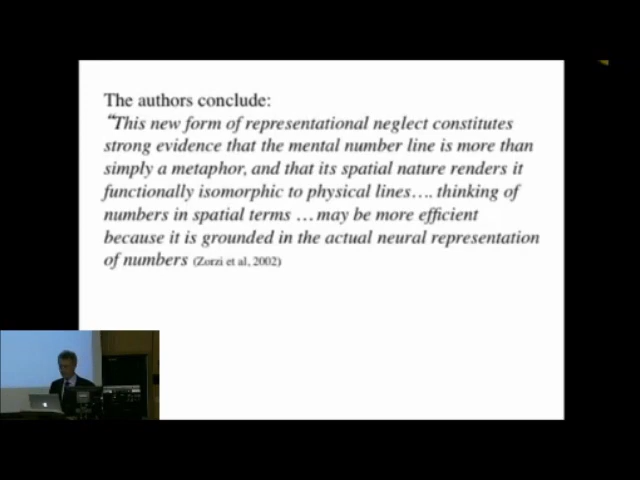 The authors conclude:
“This new form of representational neglect constitutes
strong evidence that the mental number line is more than
simply a metaphor, and that its spatial nature renders it
functionally isomorphic to physical lines…. thinking of
numbers in spatial terms …may be more efficient
because it is grounded in the actual neural representation
of numbers (Zorzi et al, 2002)